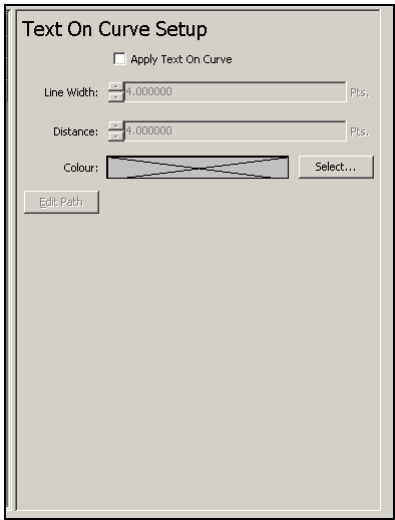 Text On Curve Setup
Apply Text On Curve
Line Width: 4.000000 Pts.
Distance: 4.000000 Pts.
Colour: Select...
Edit Path